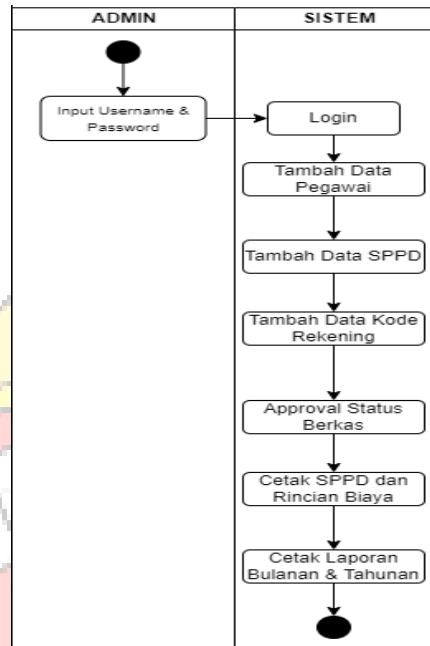 ADMIN
SISTEM
Input Username &
Password
Login
Tambah Data
Pegawai
Tambah Data SPPD
Tambah Data Kode
Rekening
Approval Status
Berkas
Cetak SPPD dan
Rincian Biaya
Cetak Laporan
Bulanan & Tahunan